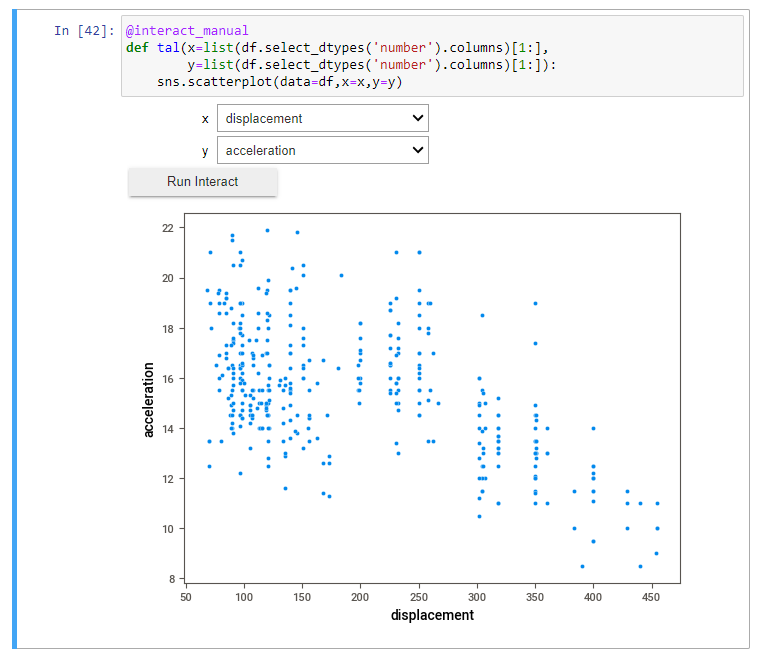 In [42]: @interact_manual
def tal(x=list(df.select_dtypes('number').columns)[1:],
y=list(df.select_dtypes('number').columns)[1:]):
sns.scatterplot(data=df,x=x,y=y)
x displacement
y acceleration
Run Interact
22
20
18
16
14
12
10
8
acceleration
50 100 150 200 250 300 350 400 450
displacement